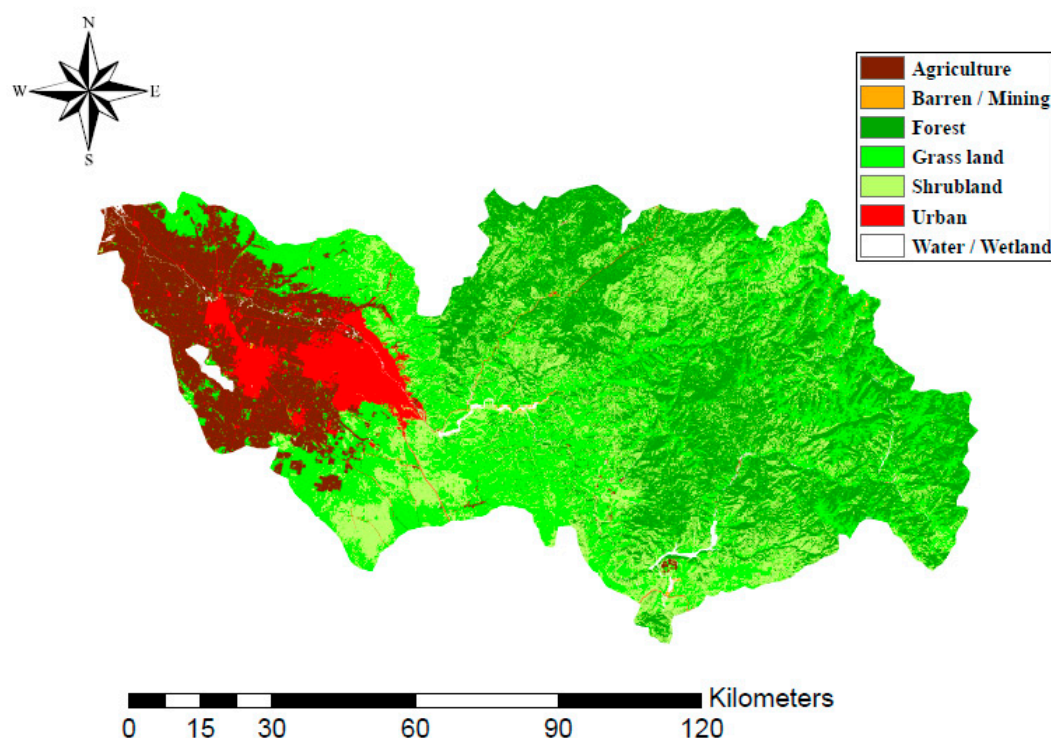 N
W
E
S
Agriculture
Barren / Mining
Forest
Grass land
Shrubland
Urban
Water / Wetland
Kilometers
0 15 30 60 90 120